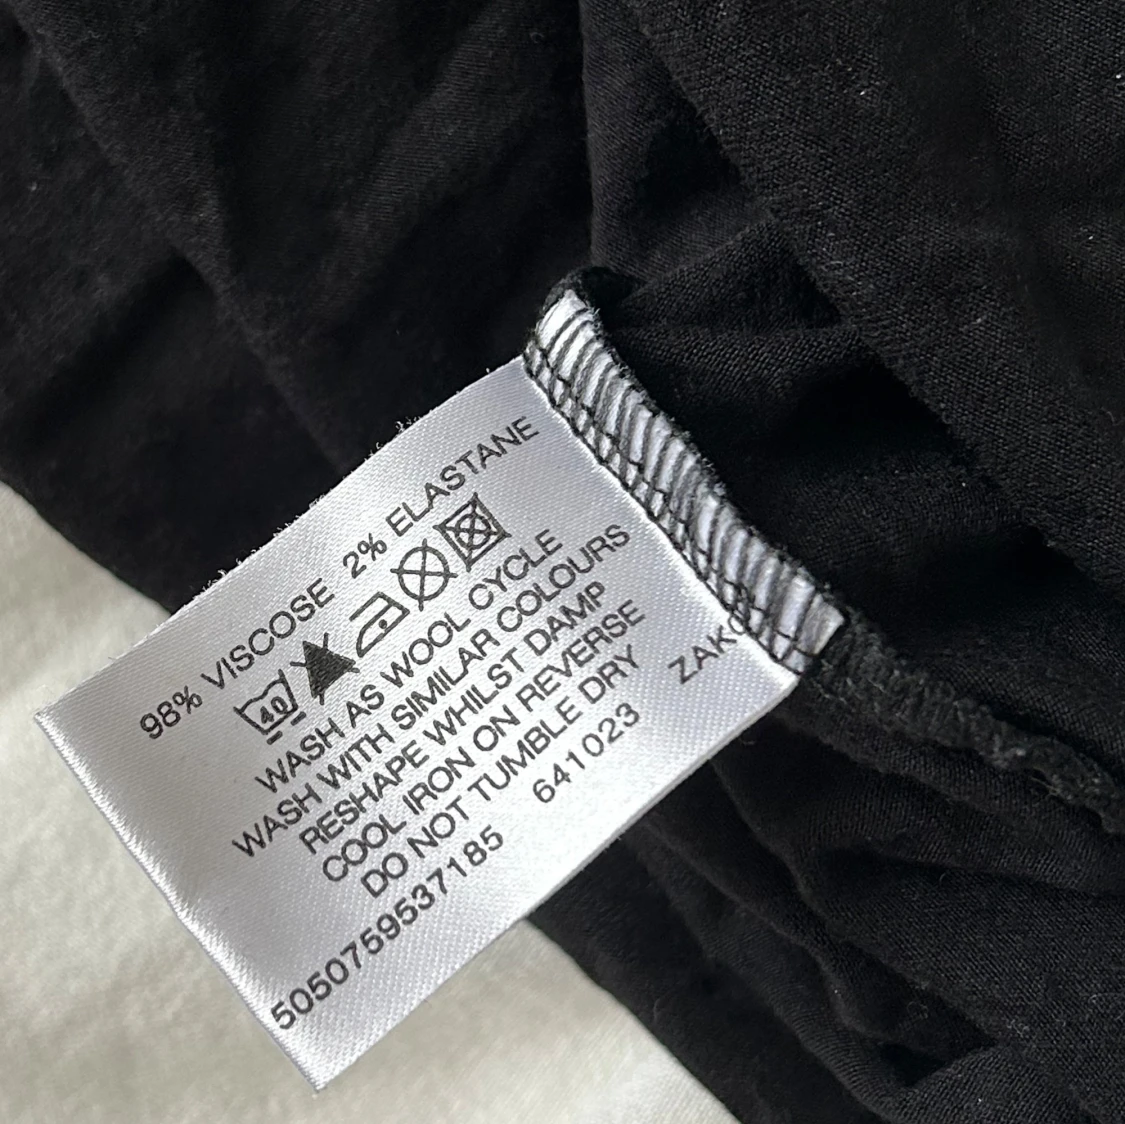 98% VISCOSE 2% ELASTANE
40
WASH AS WOOL CYCLE
WASH WITH SIMILAR COLOURS
RESHAPE WHILST DAMP
COOL IRON ON REVERSE
DO NOT TUMBLE DRY
641023
5050759537185